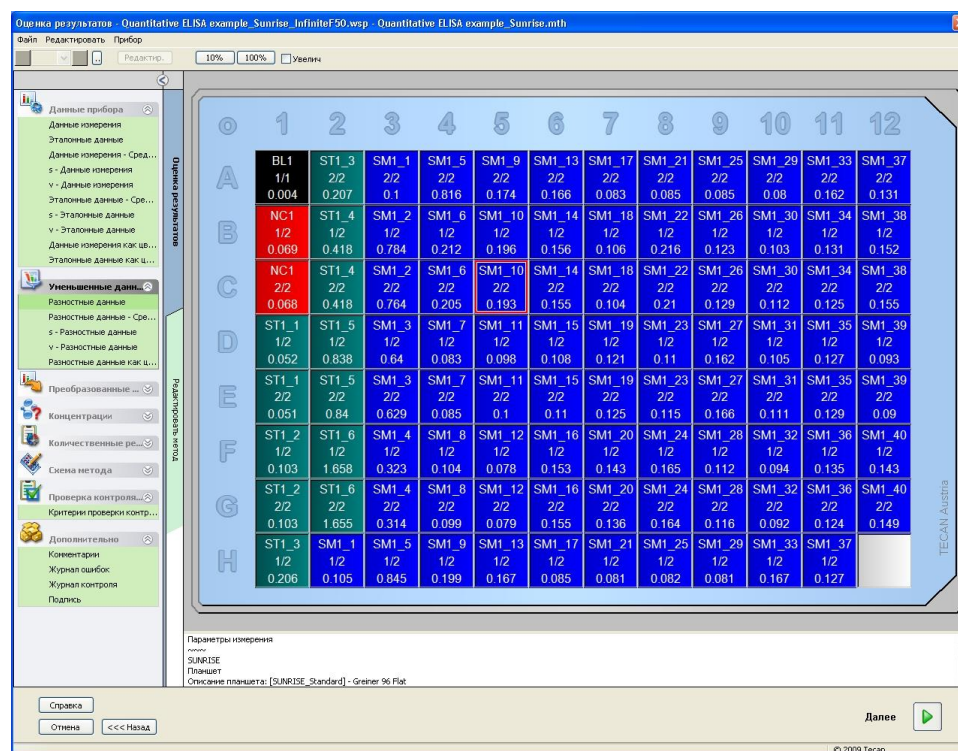 Оценка результатов - Quantitative ELISA example_Sunrise_InfiniteF50.wsp - Quantitative ELISA example_Sunrise.mth
Файл Редактировать Прибор
.. Редактир. 10% 100% Увелич
Данные прибора
Данные измерения
Эталонные данные
Данные измерения - Сред...
s - Данные измерения
v - Данные измерения
Эталонные данные - Сре...
s - Эталонные данные
v - Эталонные данные
Данные измерения как цв...
Эталонные данные как ц...
Уменьшенные данн...
Разностные данные
Разностные данные - Сре...
s - Разностные данные
v - Разностные данные
Разностные данные как ц...
Преобразованные ...
Концентрации
Количественные ре...
Схема метода
Проверка контроля...
Критерии проверки контр...
Дополнительно
Комментарии
Журнал ошибок
Журнал контроля
Подпись
Оценка результатов
Редактировать метод
o 1 2 3 4 5 6 7 8 9 10 11 12
A
BL1 ST1_3 SM1_1 SM1_5 SM1_9 SM1_13 SM1_17 SM1_21 SM1_25 SM1_29 SM1_33 SM1_37
1/1 2/2 2/2 2/2 2/2 2/2 2/2 2/2 2/2 2/2 2/2 2/2
0.004 0.207 0.1 0.816 0.174 0.166 0.083 0.085 0.085 0.08 0.162 0.131
B
NC1 ST1_4 SM1_2 SM1_6 SM1_10 SM1_14 SM1_18 SM1_22 SM1_26 SM1_30 SM1_34 SM1_38
1/2 1/2 1/2 1/2 1/2 1/2 1/2 1/2 1/2 1/2 1/2 1/2
0.069 0.418 0.784 0.212 0.196 0.156 0.106 0.216 0.123 0.103 0.131 0.152
C
NC1 ST1_4 SM1_2 SM1_6 SM1_10 SM1_14 SM1_18 SM1_22 SM1_26 SM1_30 SM1_34 SM1_38
2/2 2/2 2/2 2/2 2/2 2/2 2/2 2/2 2/2 2/2 2/2 2/2
0.068 0.418 0.764 0.205 0.193 0.155 0.104 0.21 0.129 0.112 0.125 0.155
D
ST1_1 ST1_5 SM1_3 SM1_7 SM1_11 SM1_15 SM1_19 SM1_23 SM1_27 SM1_31 SM1_35 SM1_39
1/2 1/2 1/2 1/2 1/2 1/2 1/2 1/2 1/2 1/2 1/2 1/2
0.052 0.838 0.64 0.083 0.098 0.108 0.121 0.11 0.162 0.105 0.127 0.093
E
ST1_1 ST1_5 SM1_3 SM1_7 SM1_11 SM1_15 SM1_19 SM1_23 SM1_27 SM1_31 SM1_35 SM1_39
2/2 2/2 2/2 2/2 2/2 2/2 2/2 2/2 2/2 2/2 2/2 2/2
0.051 0.84 0.629 0.085 0.1 0.11 0.125 0.115 0.166 0.111 0.129 0.09
F
ST1_2 ST1_6 SM1_4 SM1_8 SM1_12 SM1_16 SM1_20 SM1_24 SM1_28 SM1_32 SM1_36 SM1_40
1/2 1/2 1/2 1/2 1/2 1/2 1/2 1/2 1/2 1/2 1/2 1/2
0.103 1.658 0.323 0.104 0.078 0.153 0.143 0.165 0.112 0.094 0.135 0.143
G
ST1_2 ST1_6 SM1_4 SM1_8 SM1_12 SM1_16 SM1_20 SM1_24 SM1_28 SM1_32 SM1_36 SM1_40
2/2 2/2 2/2 2/2 2/2 2/2 2/2 2/2 2/2 2/2 2/2 2/2
0.103 1.655 0.314 0.099 0.079 0.155 0.136 0.164 0.116 0.092 0.124 0.149
H
ST1_3 SM1_1 SM1_5 SM1_9 SM1_13 SM1_17 SM1_21 SM1_25 SM1_29 SM1_33 SM1_37
1/2 1/2 1/2 1/2 1/2 1/2 1/2 1/2 1/2 1/2 1/2
0.206 0.105 0.845 0.199 0.167 0.085 0.081 0.082 0.081 0.167 0.127
TECAN Austria
Параметры измерения
~~~~
SUNRISE
Планшет
Описание планшета: [SUNRISE_Standard] - Greiner 96 Flat
Справка
Отмена <<< Назад
Далее
© 2009 Tecan